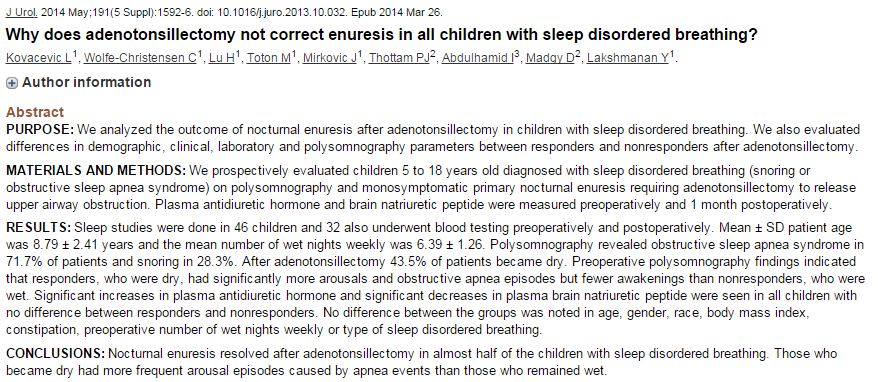 J Urol. 2014 May;191(5 Suppl):1592-6. doi: 10.1016/j.juro.2013.10.032. Epub 2014 Mar 26.
Why does adenotonsillectomy not correct enuresis in all children with sleep disordered breathing?
Kovacevic L1, Wolfe-Christensen C1, Lu H1, Toton M1, Mirkovic J1, Thottam PJ2, Abdulhamid I3, Madgy D2, Lakshmanan Y1.
Author information
Abstract
PURPOSE: We analyzed the outcome of nocturnal enuresis after adenotonsillectomy in children with sleep disordered breathing. We also evaluated
differences in demographic, clinical, laboratory and polysomnography parameters between responders and nonresponders after adenotonsillectomy.
MATERIALS AND METHODS: We prospectively evaluated children 5 to 18 years old diagnosed with sleep disordered breathing (snoring or
obstructive sleep apnea syndrome) on polysomnography and monosymptomatic primary nocturnal enuresis requiring adenotonsillectomy to release
upper airway obstruction. Plasma antidiuretic hormone and brain natriuretic peptide were measured preoperatively and 1 month postoperatively.
RESULTS: Sleep studies were done in 46 children and 32 also underwent blood testing preoperatively and postoperatively. Mean ± SD patient age
was 8.79 ± 2.41 years and the mean number of wet nights weekly was 6.39 ± 1.26. Polysomnography revealed obstructive sleep apnea syndrome in
71.7% of patients and snoring in 28.3%. After adenotonsillectomy 43.5% of patients became dry. Preoperative polysomnography findings indicated
that responders, who were dry, had significantly more arousals and obstructive apnea episodes but fewer awakenings than nonresponders, who were
wet. Significant increases in plasma antidiuretic hormone and significant decreases in plasma brain natriuretic peptide were seen in all children with
no difference between responders and nonresponders. No difference between the groups was noted in age, gender, race, body mass index,
constipation, preoperative number of wet nights weekly or type of sleep disordered breathing.
CONCLUSIONS: Nocturnal enuresis resolved after adenotonsillectomy in almost half of the children with sleep disordered breathing. Those who
became dry had more frequent arousal episodes caused by apnea events than those who remained wet.